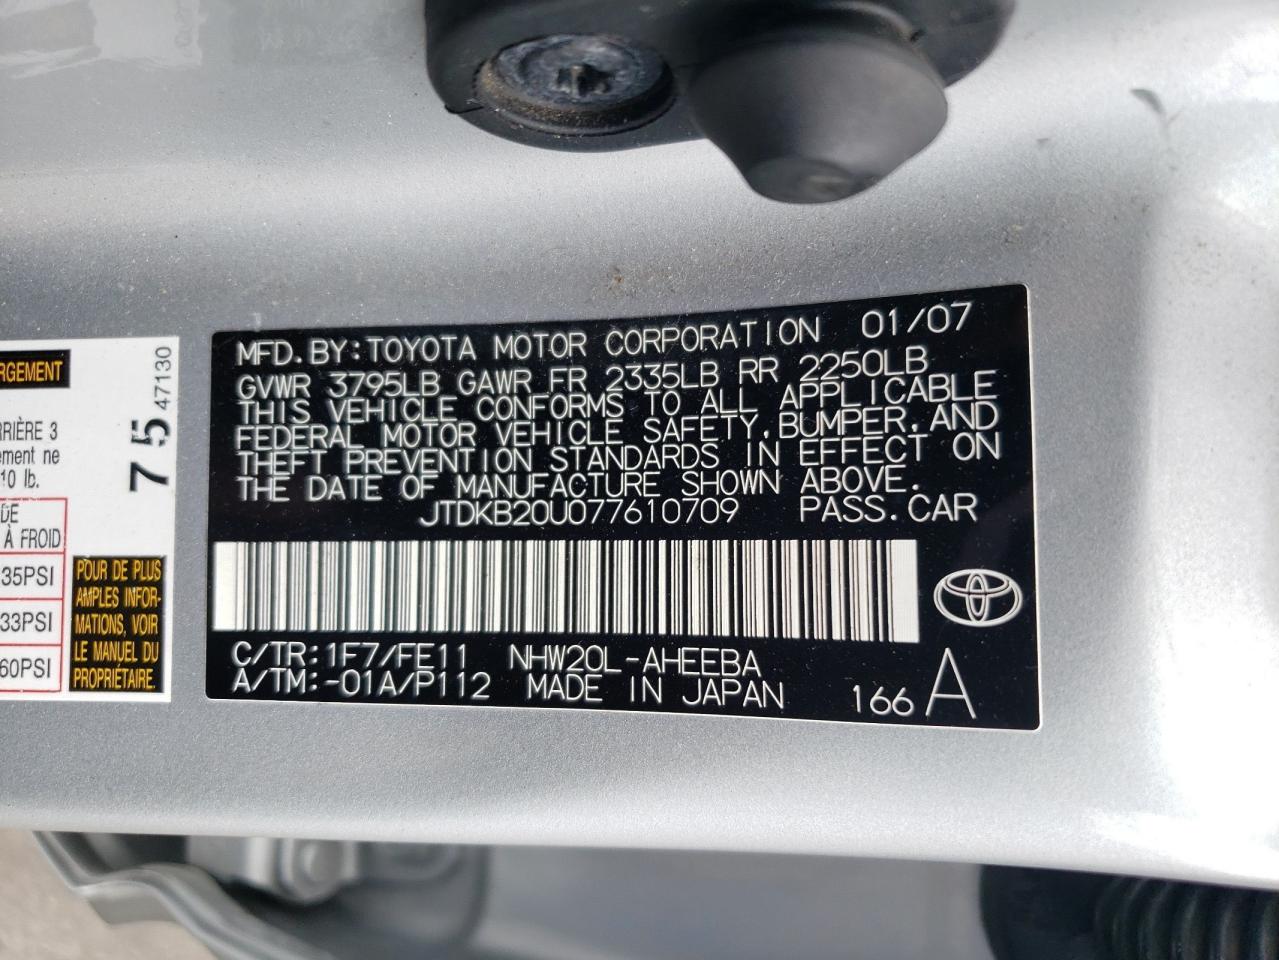 MFD.BY:TOYOTA MOTOR CORPORATION 01/07
GVWR 3795LB GAWR FR 2335LB RR 2250LB
THIS VEHICLE CONFORMS TO ALL APPLICABLE
FEDERAL MOTOR VEHICLE SAFETY,BUMPER,AND
THEFT PREVENTION STANDARDS IN EFFECT ON
THE DATE OF MANUFACTURE SHOWN ABOVE.
JTDKB20U077610709 PASS.CAR
C/TR:1F7/FE11 NHW20L-AHEEBA
A/TM:-01A/P112 MADE IN JAPAN 166 A
RGEMENT
RRIÈRE 3
ement ne
10 lb.
75 47130
DE
À FROID
35PSI
33PSI
60PSI
POUR DE PLUS
AMPLES INFOR-
MATIONS, VOIR
LE MANUEL DU
PROPRIÉTAIRE.